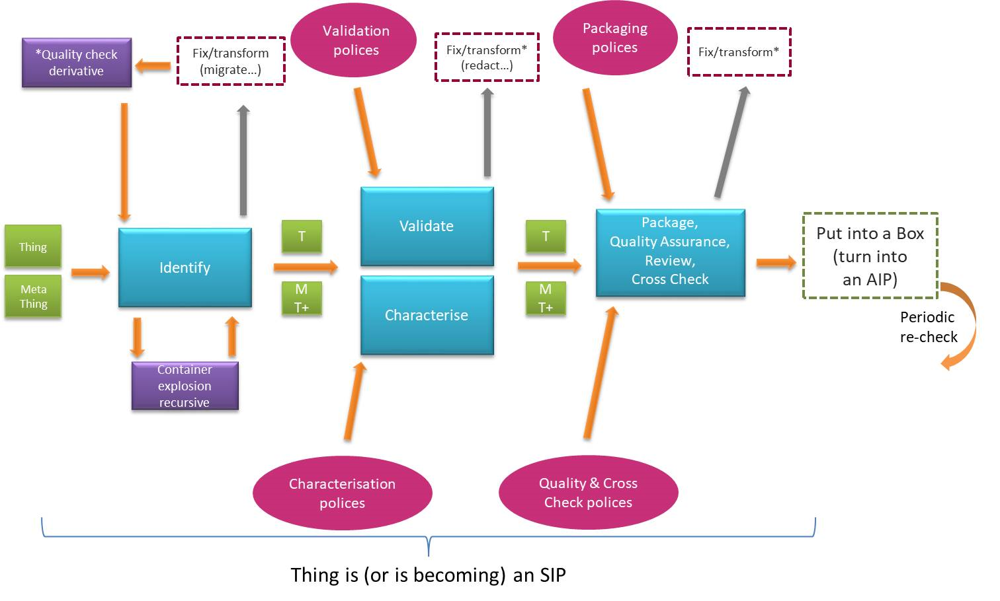 *Quality check
derivative
Fix/transform
(migrate...)
Validation
polices
Fix/transform*
(redact...)
Packaging
polices
Fix/transform*
Thing
Meta
Thing
Identify
T
M
T+
Validate
Characterise
T
M
T+
Package,
Quality Assurance,
Review,
Cross Check
Put into a Box
(turn into
an AIP)
Periodic
re-check
Container
explosion
recursive
Characterisation
polices
Quality & Cross
Check polices
Thing is (or is becoming) an SIP